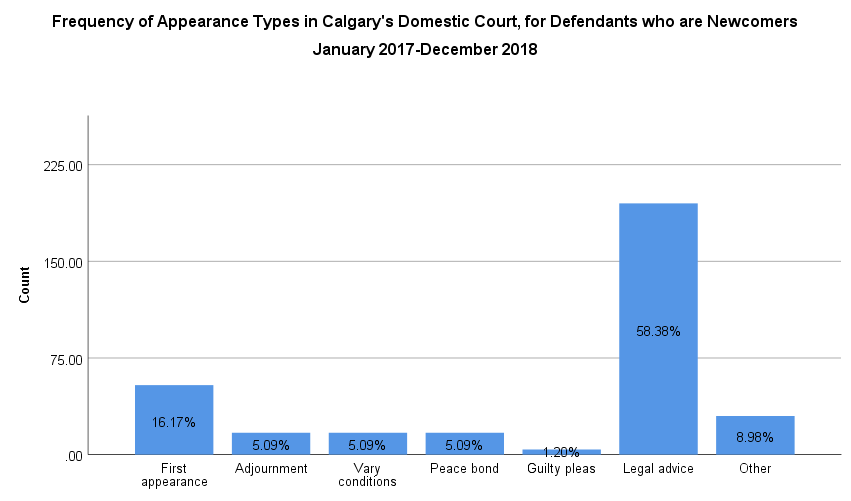 Frequency of Appearance Types in Calgary's Domestic Court, for Defendants who are Newcomers
January 2017-December 2018
225.00
150.00
75.00
.00
Count
16.17%
5.09%
5.09%
5.09%
1.20%
58.38%
8.98%
First
appearance
Adjournment
Vary
conditions
Peace bond
Guilty pleas
Legal advice
Other